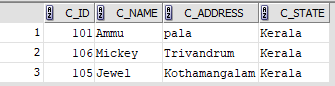 C_ID C_NAME C_ADDRESS C_STATE
1 101 Ammu pala Kerala
2 106 Mickey Trivandrum Kerala
3 105 Jewel Kothamangalam Kerala